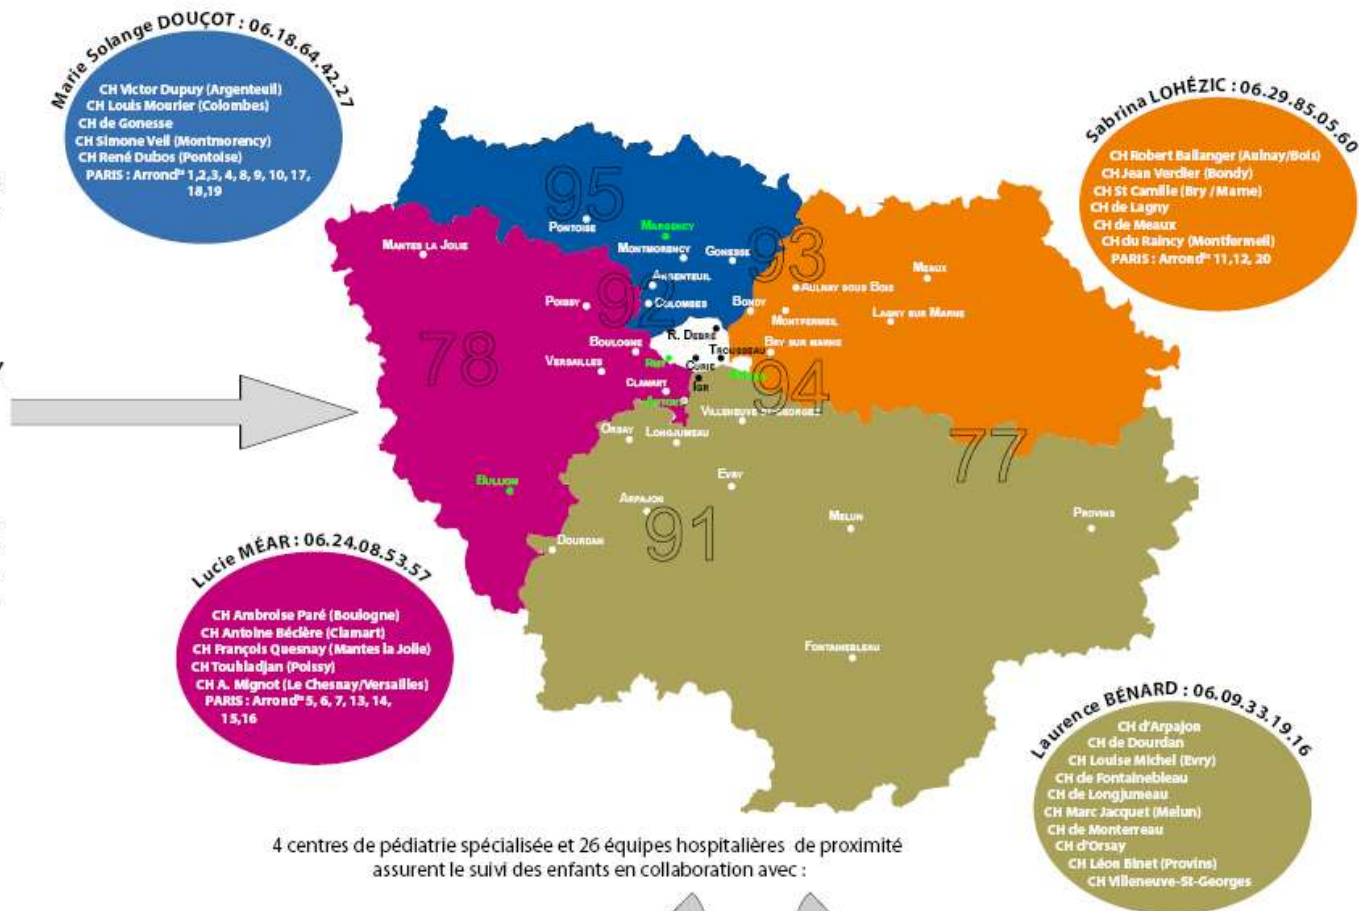 Marie Solange DOUÇOT : 06.18.64.42.27
CH Victor Dupuy (Argenteuil)
CH Louis Mourier (Colombes)
CH de Gonesse
CH Simone Veil (Montmorency)
CH René Dubos (Pontoise)
PARIS : Arrondts 1,2,3, 4, 8, 9, 10, 17,
18,19
Sabrina LOHÉZIC : 06.29.85.05.60
CH Robert Ballanger (Aulnay/Bois)
CH Jean Verdier (Bondy)
CH St Camille (Bry /Marne)
CH de Lagny
CH de Meaux
CH du Raincy (Montfermeil)
PARIS : Arrondts 11,12, 20
95
PONTOISE
MARGENCY
MONTMORENCY
GONESSE
93
MANTES LA JOLIE
ARGENTEUIL
92
COLOMBES
POISSY
BONDY
AULNAY SOUS BOIS
MEAUX
MONTFERMEIL
LAGNY SUR MARNE
R. DEBRÉ
78
BOULOGNE
VERSAILLES
TROUSSEAU
BRY SUR MARNE
CURIE
IGR
94
CLAMART
ANTONY
VILLENEUVE ST-GEORGES
ORSAY
LONGJUMEAU
77
BULLION
EVRY
ARPAJON
91
MELUN
PROVINS
DOURDAN
FONTAINEBLEAU
Lucie MÉAR : 06.24.08.53.57
CH Ambroise Paré (Boulogne)
CH Antoine Béclère (Clamart)
CH François Quesnay (Mantes la Jolie)
CH Touhladjan (Poissy)
CH A. Mignot (Le Chesnay/Versailles)
PARIS : Arrondts 5, 6, 7, 13, 14,
15,16
Laurence BÉNARD : 06.09.33.19.16
CH d'Arpajon
CH de Dourdan
CH Louise Michel (Evry)
CH de Fontainebleau
CH de Longjumeau
CH Marc Jacquet (Melun)
CH de Monterreau
CH d'Orsay
CH Léon Binet (Provins)
CH Villeneuve-St-Georges
4 centres de pédiatrie spécialisée et 26 équipes hospitalières de proximité
assurent le suivi des enfants en collaboration avec :